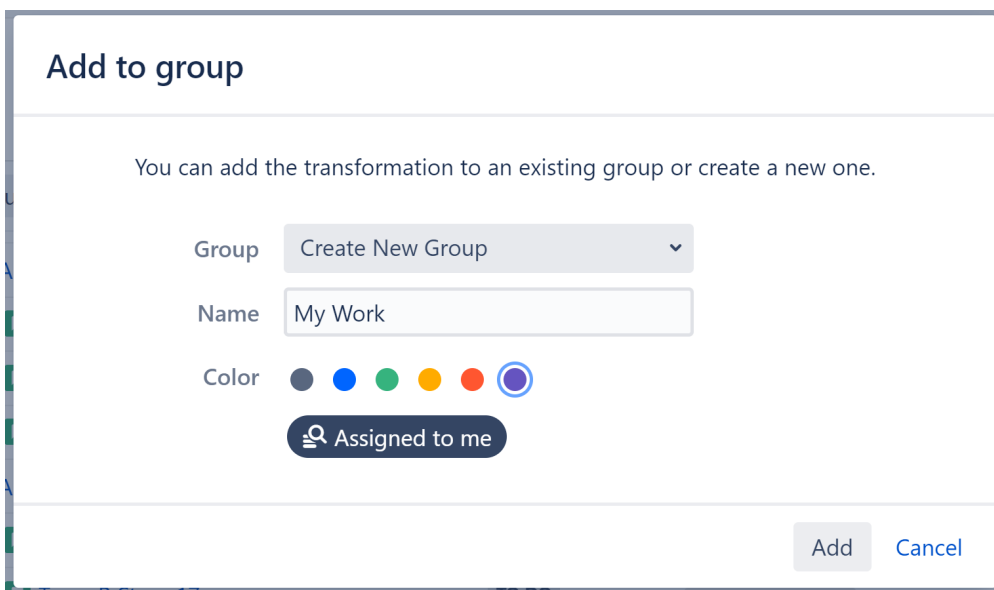 Add to group
You can add the transformation to an existing group or create a new one.
Group Create New Group
Name My Work
Color
Assigned to me
Add Cancel